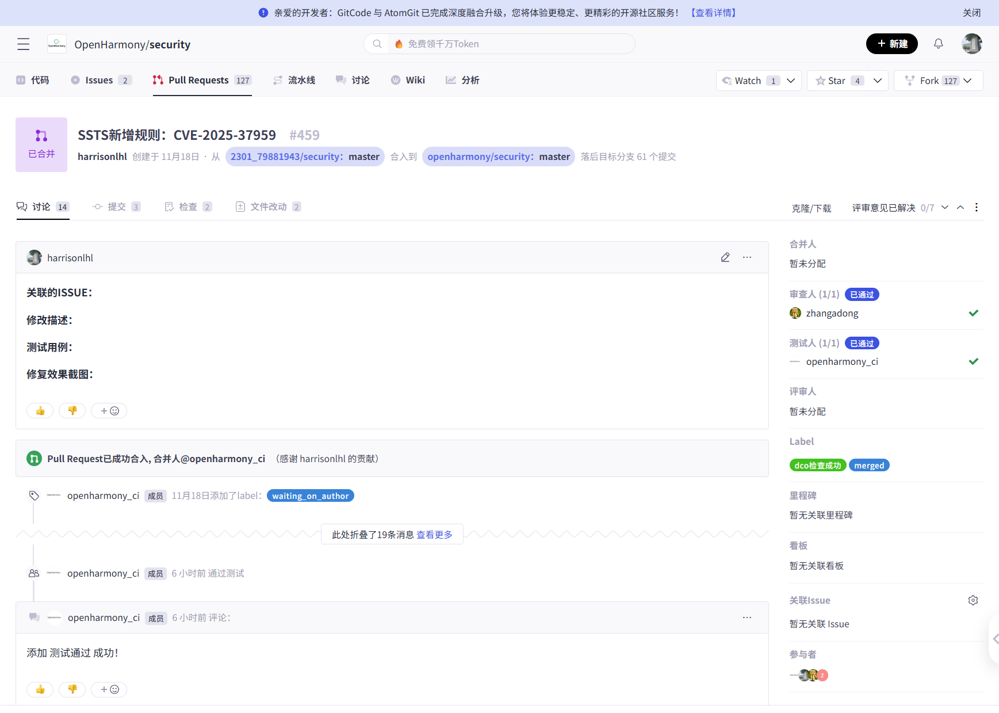 亲爱的开发者：GitCode 与 AtomGit 已完成深度融合升级，您将体验更稳定、更精彩的开源社区服务！ 【查看详情】 关闭
OpenHarmony/security 免费领千万Token 新建
代码 Issues 2 Pull Requests 127 流水线 讨论 Wiki 分析 Watch 1 Star 4 Fork 127
已合并
SSTS新增规则：CVE-2025-37959 #459
harrisonlhl 创建于 11月18日 · 从 2301_79881943/security： master 合入到 openharmony/security： master 落后目标分支 61 个提交
讨论 14 提交 3 检查 2 文件改动 2 克隆/下载 评审意见已解决 0/7
harrisonlhl
关联的ISSUE：
修改描述：
测试用例：
修复效果截图：
Pull Request已成功合入, 合并人@openharmony_ci （感谢 harrisonlhl 的贡献）
openharmony_ci 成员 11月18日添加了label： waiting_on_author
此处折叠了19条消息 查看更多
openharmony_ci 成员 6 小时前 通过测试
openharmony_ci 成员 6 小时前 评论：
添加 测试通过 成功！
合并人
暂未分配
审查人 (1/1) 已通过
zhangadong
测试人 (1/1) 已通过
openharmony_ci
评审人
暂未分配
Label
dco检查成功 merged
里程碑
暂无关联里程碑
看板
暂无关联看板
关联Issue
暂无关联 Issue
参与者
z